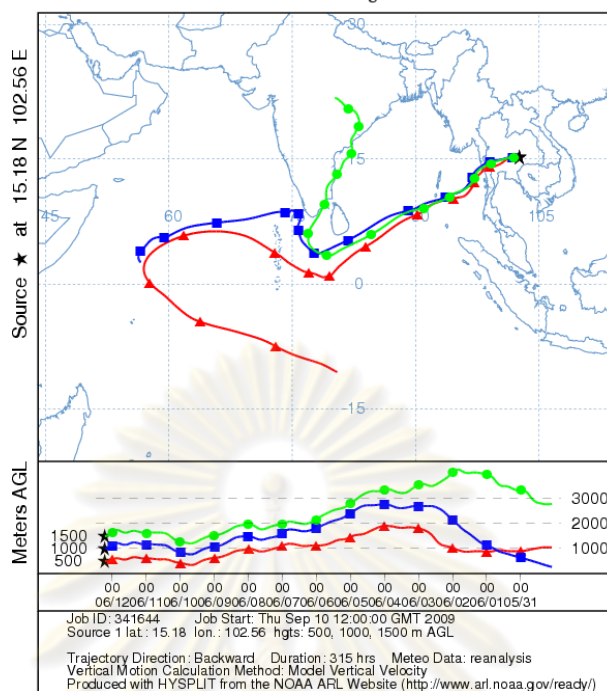 30
Source ★ at 15.18 N 102.56 E
15
45
60
105
0
-15
Meters AGL
3000
2000
1000
1500
1000
500
00 00 00 00 00 00 00 00 00 00 00 00 00
06/12 06/11 06/10 06/09 06/08 06/07 06/06 06/05 06/04 06/03 06/02 06/01 05/31
Job ID: 341644 Job Start: Thu Sep 10 12:00:00 GMT 2009
Source 1 lat.: 15.18 lon.: 102.56 hgts: 500, 1000, 1500 m AGL
Trajectory Direction: Backward Duration: 315 hrs Meteo Data: reanalysis
Vertical Motion Calculation Method: Model Vertical Velocity
Produced with HYSPLIT from the NOAA ARL Website (http://www.arl.noaa.gov/ready/)